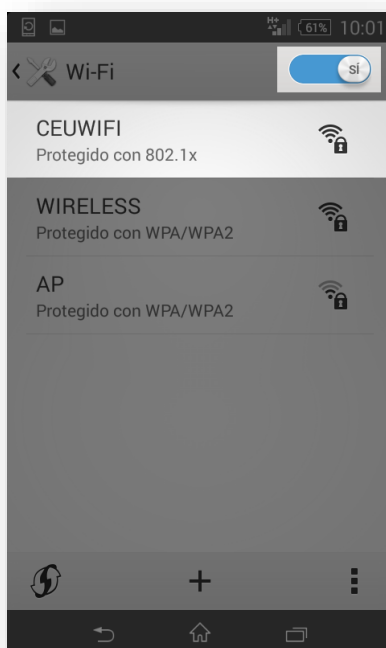 H+
61%
10:01
Wi-Fi
SÍ
CEUWIFI
Protegido con 802.1x
WIRELESS
Protegido con WPA/WPA2
AP
Protegido con WPA/WPA2